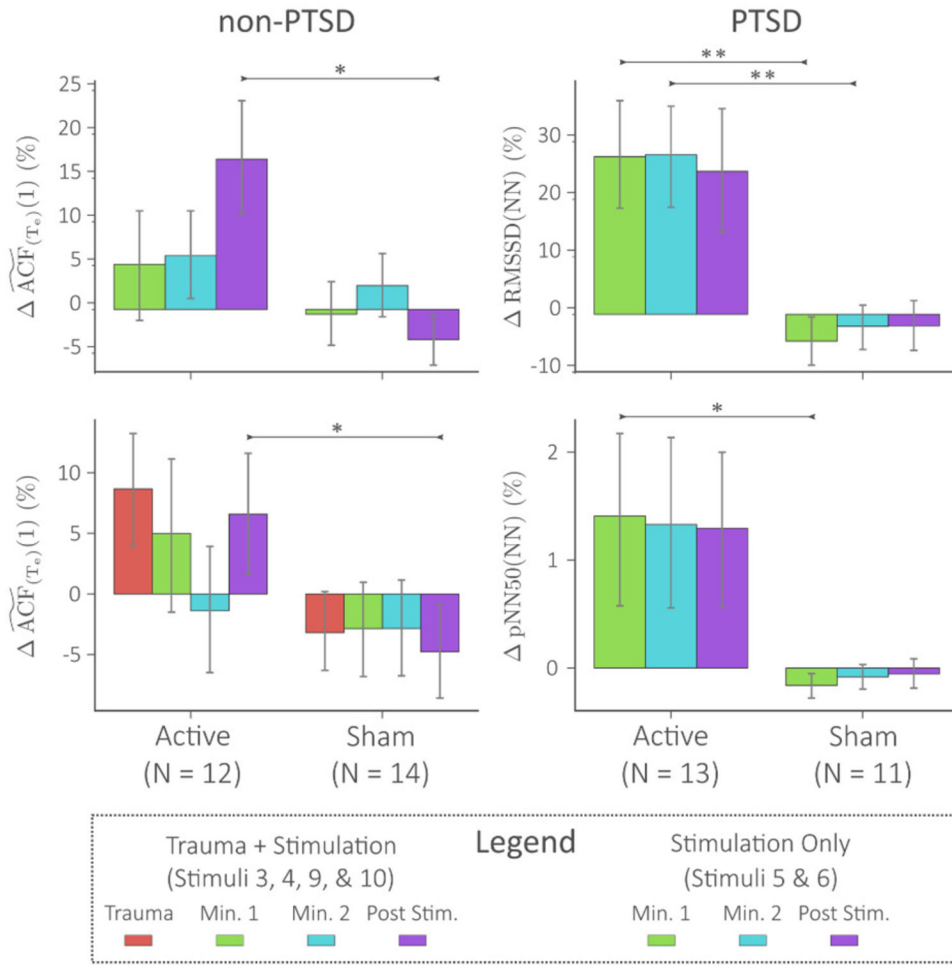 non-PTSD PTSD
* ** **
25
20
15
10
5
0
-5
Δ ACF(Te)(1) (%)
30
20
10
0
-10
Δ RMSSD(NN) (%)
* *
10
5
0
-5
Δ ACF(Te)(1) (%)
2
1
0
Δ pNN50(NN) (%)
Active Sham Active Sham
(N = 12) (N = 14) (N = 13) (N = 11)
Legend
Trauma + Stimulation
(Stimuli 3, 4, 9, & 10)
Trauma Min. 1 Min. 2 Post Stim.
Stimulation Only
(Stimuli 5 & 6)
Min. 1 Min. 2 Post Stim.